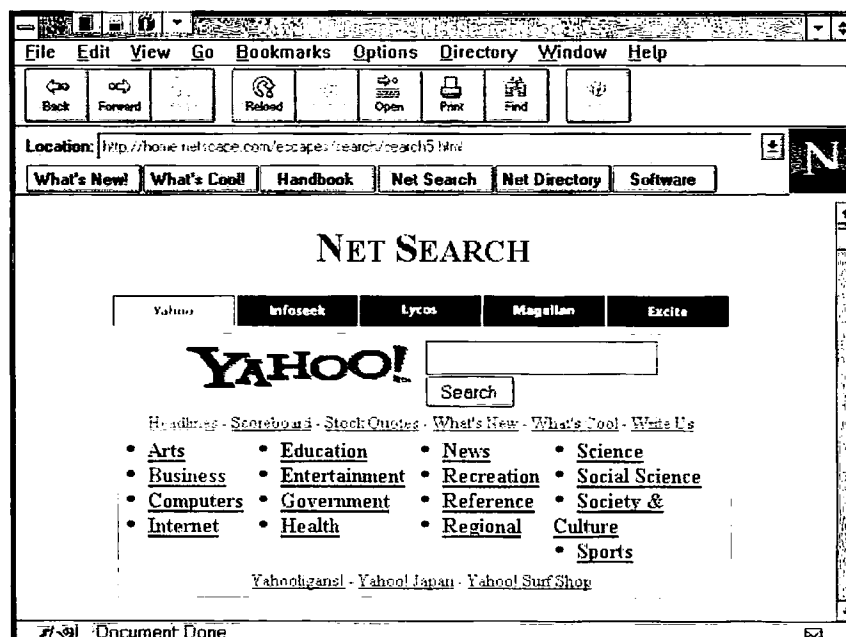 File Edit View Go Bookmarks Options Directory Window Help
Back Forward Reload Open Print Find
Location: http://home.netscape.com/escapes/search/search5.html
What's New! What's Cool! Handbook Net Search Net Directory Software
NET SEARCH
Yahoo Infoseek Lycos Magellan Excite
YAHOO!
Search
Headlines - Scoreboard - Stock Quotes - What's New - What's Cool - Write Us
• Arts • Education • News • Science
• Business • Entertainment • Recreation • Social Science
• Computers • Government • Reference • Society &
• Internet • Health • Regional Culture
• Sports
Yahooligans! - Yahoo! Japan - Yahoo! Surf Shop
Document Done